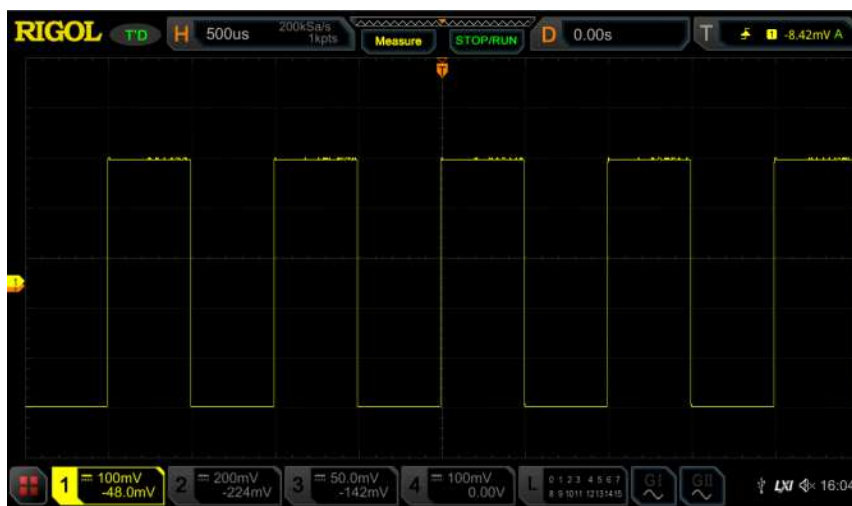 RIGOL T'D H 500us 200kSa/s 1kpts Measure STOP/RUN D 0.00s T 1 -8.42mV A
T
1
1 100mV -48.0mV 2 200mV -224mV 3 50.0mV -142mV 4 100mV 0.00V L 0 1 2 3 4 5 6 7 8 9 10 11 12 13 14 15 GI GII LXI 16:04